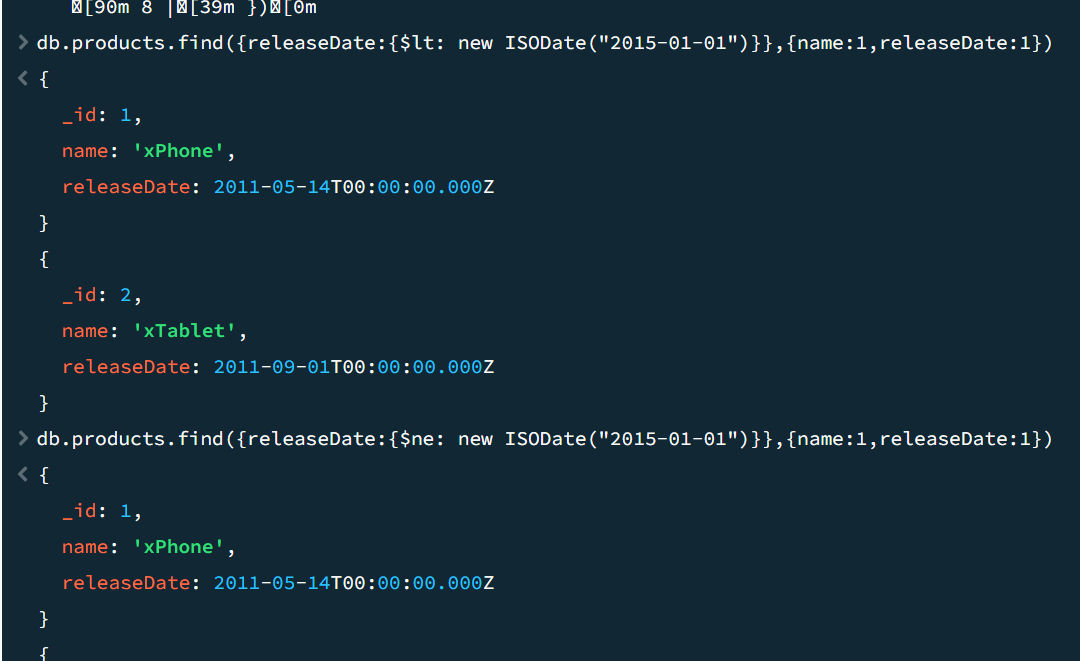 [90m 8 |[39m })[0m
> db.products.find({releaseDate:{$lt: new ISODate("2015-01-01")}},{name:1,releaseDate:1})
< {
_id: 1,
name: 'xPhone',
releaseDate: 2011-05-14T00:00:00.000Z
}
{
_id: 2,
name: 'xTablet',
releaseDate: 2011-09-01T00:00:00.000Z
}
> db.products.find({releaseDate:{$ne: new ISODate("2015-01-01")}},{name:1,releaseDate:1})
< {
_id: 1,
name: 'xPhone',
releaseDate: 2011-05-14T00:00:00.000Z
}
{